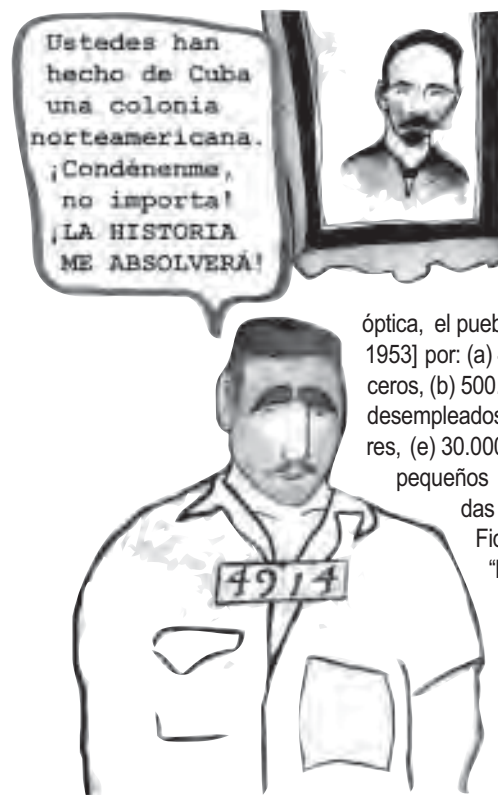 Ustedes han
hecho de Cuba
una colonia
norteamericana.
¡Condénenme,
no importa!
¡LA HISTORIA
ME ABSOLVERÁ!
óptica, el pueb
1953] por: (a)
ceros, (b) 500.
desempleados
res, (e) 30.000
pequeños
das
Fid
"
4914